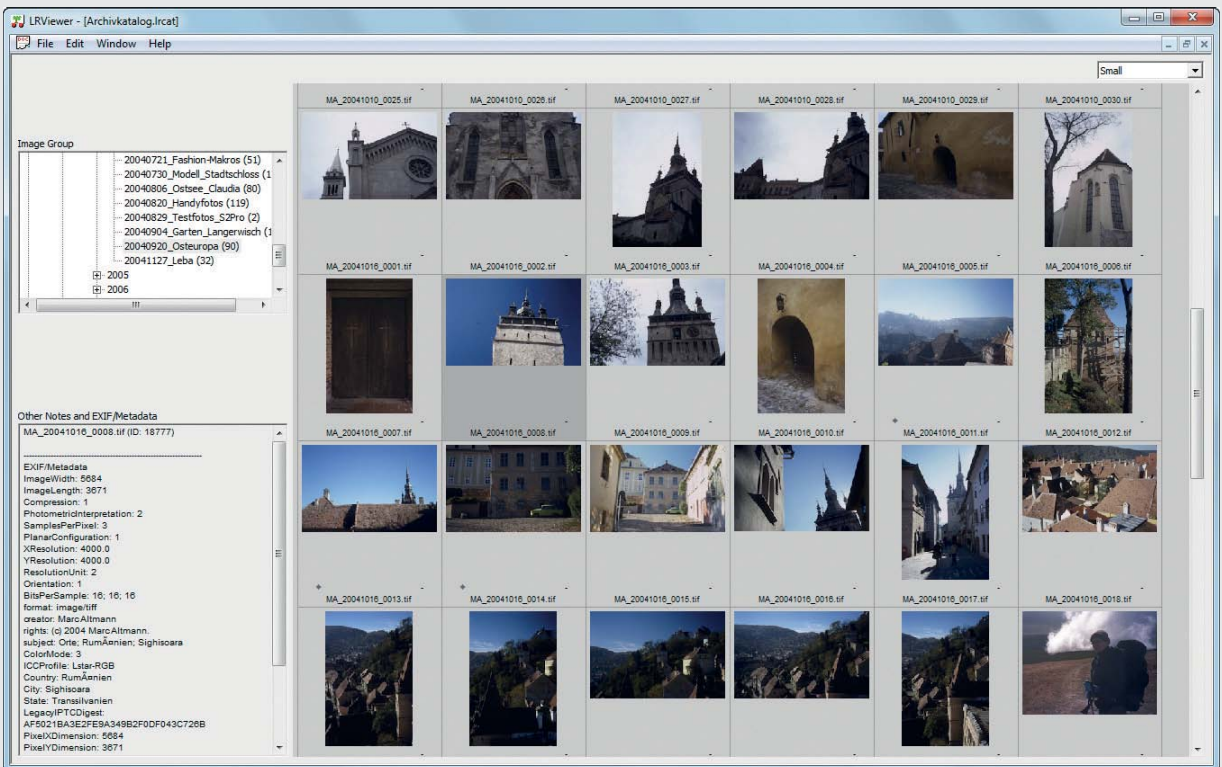 LRViewer - [Archivkatalog.lrcat]
File Edit Window Help
Small
Image Group
20040721_Fashion-Makros (51)
20040730_Modell_Stadtschloss (1
20040806_Ostsee_Claudia (80)
20040820_Handyfotos (119)
20040829_Testfotos_S2Pro (2)
20040904_Garten_Langerwisch (1
20040920_Osteuropa (90)
20041127_Leba (32)
2005
2006
Other Notes and EXIF/Metadata
MA_20041016_0008.tif (ID: 18777)
EXIF/Metadata
ImageWidth: 5684
ImageLength: 3671
Compression: 1
PhotometricInterpretation: 2
SamplesPerPixel: 3
PlanarConfiguration: 1
XResolution: 4000.0
YResolution: 4000.0
ResolutionUnit: 2
Orientation: 1
BitsPerSample: 16; 16; 16
format: image/tiff
creator: Marc Altmann
rights: (c) 2004 Marc Altmann.
subject: Orte; RumÃ¤nien; Sighisoara
ColorMode: 3
ICCProfile: Lstar-RGB
Country: RumÃ¤nien
City: Sighisoara
State: Transsilvanien
LegacyIPTCDigest:
AF5021BA3E2FE9A349B2F0DF043C726B
PixelXDimension: 5684
PixelYDimension: 3671
MA_20041010_0025.tif MA_20041010_0026.tif MA_20041010_0027.tif MA_20041010_0028.tif MA_20041010_0029.tif MA_20041010_0030.tif
MA_20041016_0001.tif MA_20041016_0002.tif MA_20041016_0003.tif MA_20041016_0004.tif MA_20041016_0005.tif MA_20041016_0006.tif
MA_20041016_0007.tif MA_20041016_0008.tif MA_20041016_0009.tif MA_20041016_0010.tif MA_20041016_0011.tif MA_20041016_0012.tif
MA_20041016_0013.tif MA_20041016_0014.tif MA_20041016_0015.tif MA_20041016_0016.tif MA_20041016_0017.tif MA_20041016_0018.tif